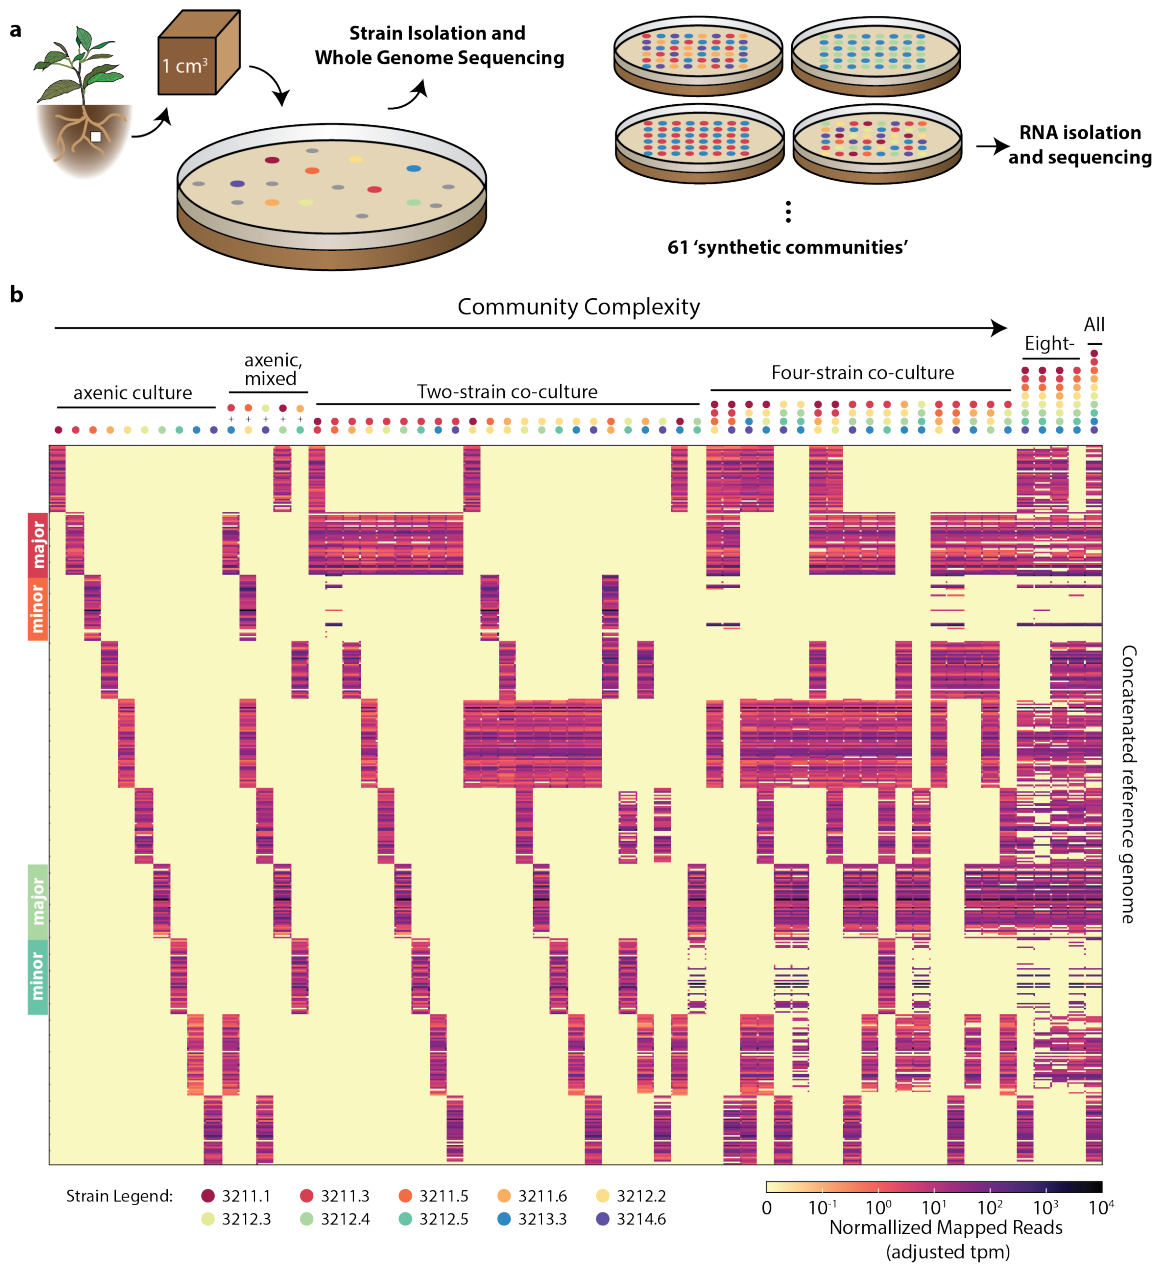 a
1 cm³
Strain Isolation and
Whole Genome Sequencing
RNA isolation
and sequencing
61 ‘synthetic communities’
b
Community Complexity
All
Eight-
axenic,
mixed
Four-strain co-culture
axenic culture
Two-strain co-culture
+ + + + +
major
minor
major
minor
Concatenated reference genome
Strain Legend:
3211.1
3211.3
3211.5
3211.6
3212.2
3212.3
3212.4
3212.5
3213.3
3214.6
0 10⁻¹ 10⁰ 10¹ 10² 10³ 10⁴
Normallized Mapped Reads
(adjusted tpm)